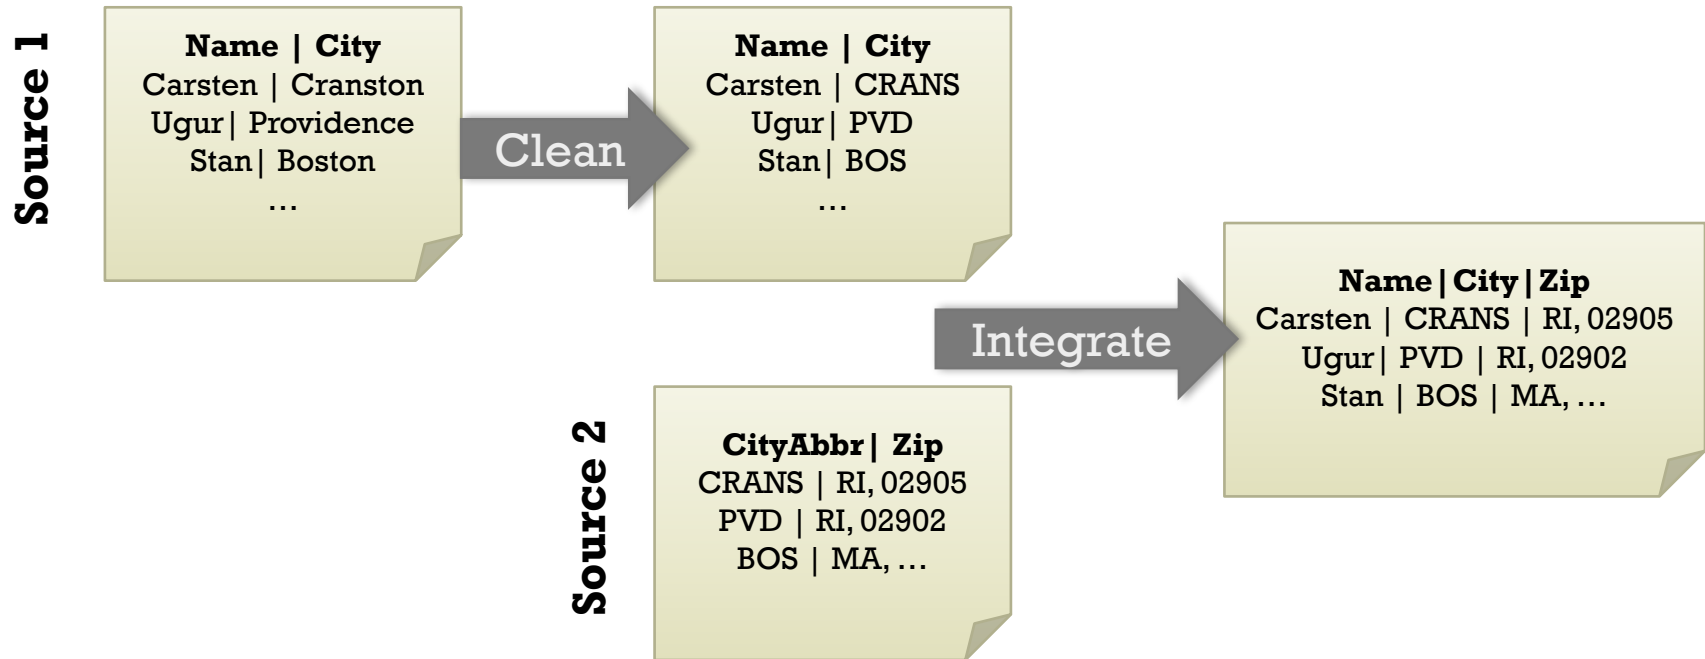 Source 1
Name | City
Carsten | Cranston
Ugur| Providence
Stan| Boston
…
Clean
Name | City
Carsten | CRANS
Ugur| PVD
Stan| BOS
…
Source 2
CityAbbr| Zip
CRANS | RI, 02905
PVD | RI, 02902
BOS | MA, …
Integrate
Name|City|Zip
Carsten | CRANS | RI, 02905
Ugur| PVD | RI, 02902
Stan | BOS | MA, …